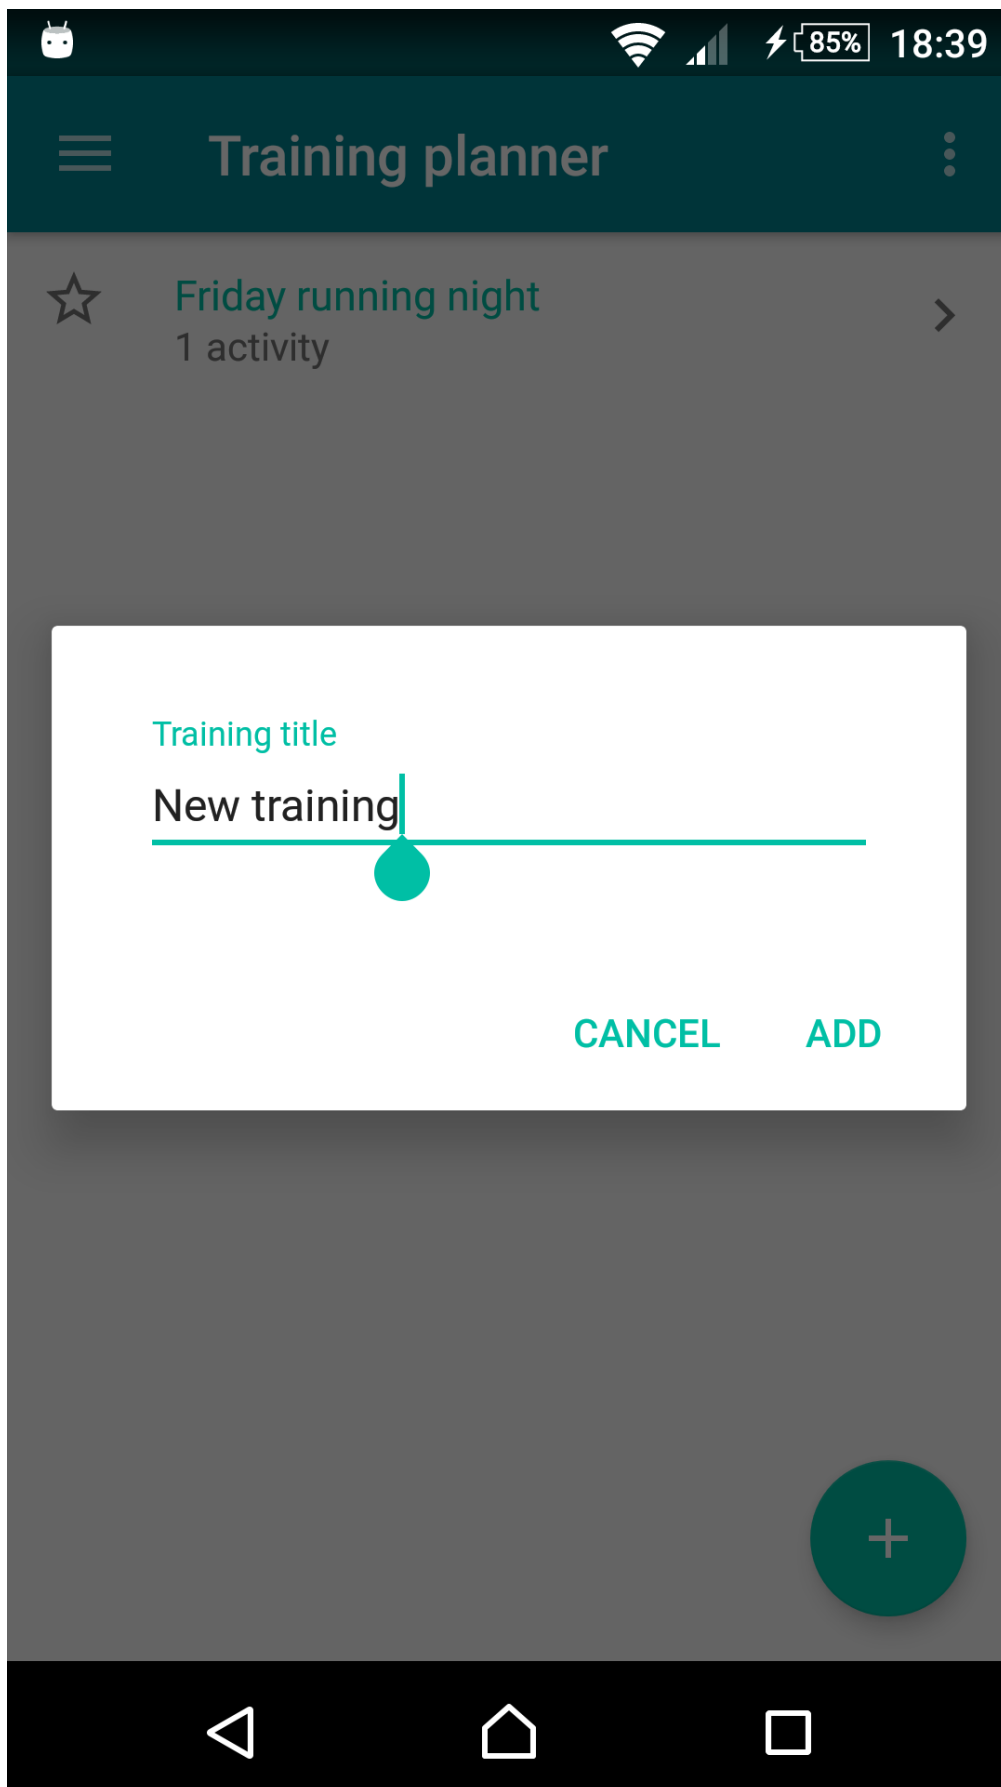 85% 18:39
Training planner
Friday running night
1 activity
Training title
New training
CANCEL ADD